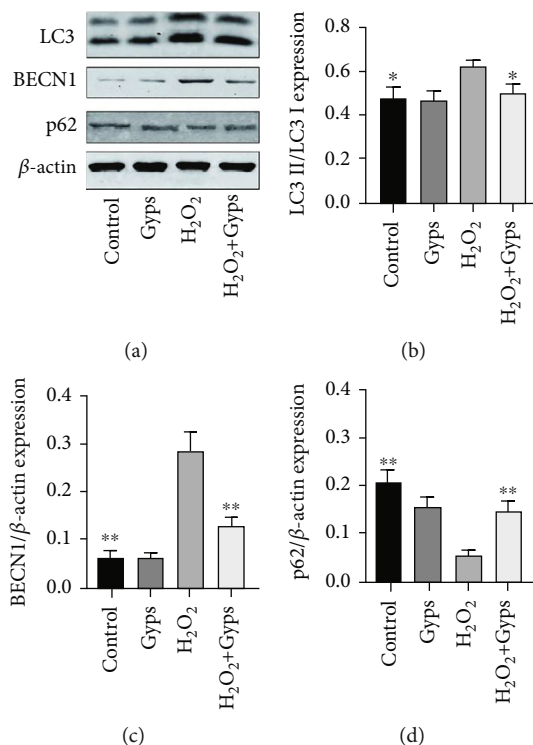 LC3
BECN1
p62
β-actin
Control
Gyps
H₂O₂
H₂O₂+Gyps
(a)
LC3 II/LC3 I expression
0.8
0.6
0.4
0.2
0.0
*
*
Control
Gyps
H₂O₂
H₂O₂+Gyps
(b)
BECN1/β-actin expression
0.4
0.3
0.2
0.1
0.0
**
**
Control
Gyps
H₂O₂
H₂O₂+Gyps
(c)
p62/β-actin expression
0.4
0.3
0.2
0.1
0.0
**
**
Control
Gyps
H₂O₂
H₂O₂+Gyps
(d)